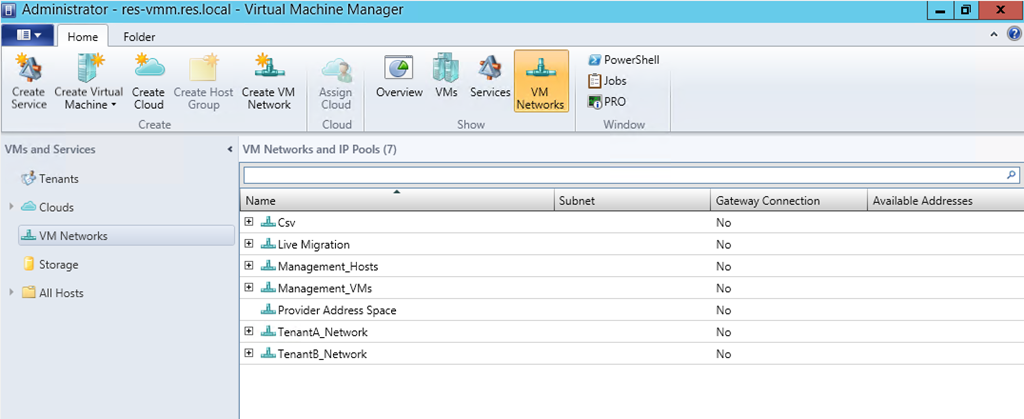 Administrator - res-vmm.res.local - Virtual Machine Manager
Home Folder
Create Service
Create Virtual Machine
Create Cloud
Create Host Group
Create VM Network
Assign Cloud
Overview
VMs
Services
VM Networks
PowerShell
Jobs
PRO
Create Cloud Show Window
VMs and Services
Tenants
Clouds
VM Networks
Storage
All Hosts
VM Networks and IP Pools (7)
Name Subnet Gateway Connection Available Addresses
Csv No
Live Migration No
Management_Hosts No
Management_VMs No
Provider Address Space No
TenantA_Network No
TenantB_Network No